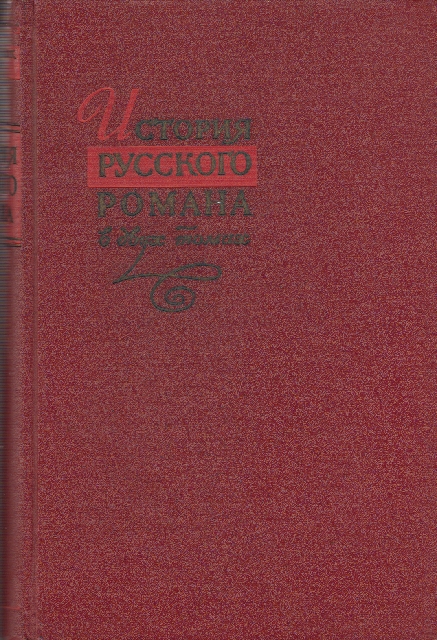 История
русского
романа
в двух томах